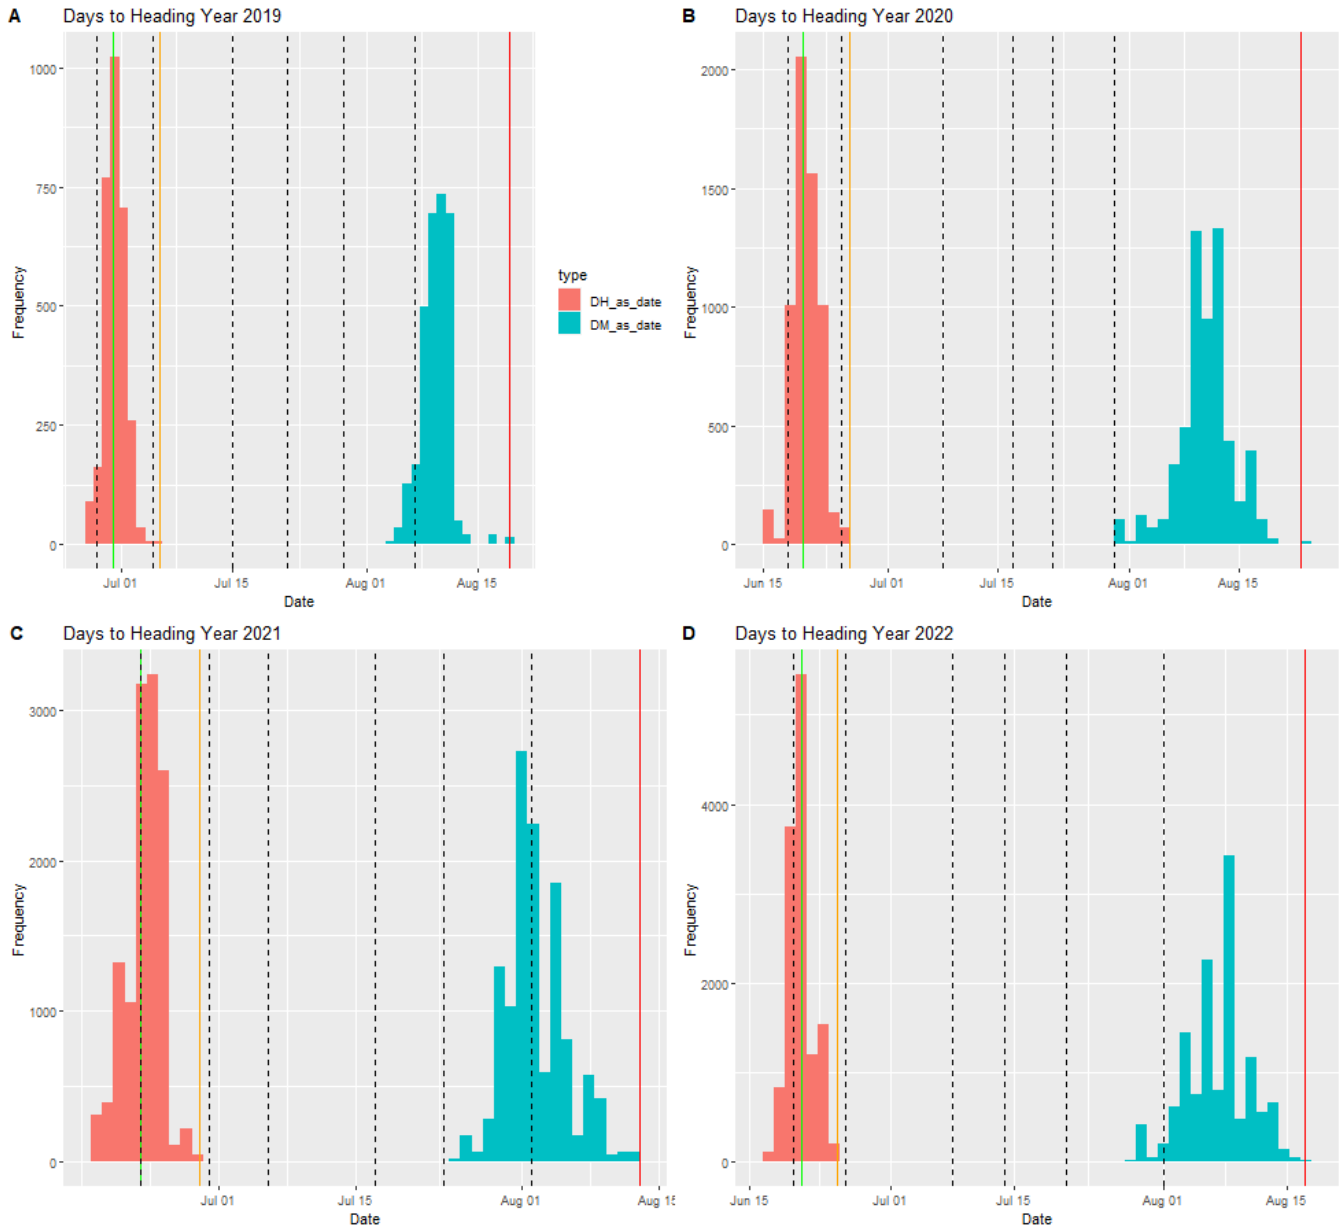 A Days to Heading Year 2019
1000
750
500
250
0
Frequency
Jul 01 Jul 15 Aug 01 Aug 15
Date
type
DH_as_date
DM_as_date
B Days to Heading Year 2020
2000
1500
1000
500
0
Frequency
Jun 15 Jul 01 Jul 15 Aug 01 Aug 15
Date
C Days to Heading Year 2021
3000
2000
1000
0
Frequency
Jul 01 Jul 15 Aug 01 Aug 15
Date
D Days to Heading Year 2022
4000
2000
0
Frequency
Jun 15 Jul 01 Jul 15 Aug 01 Aug 15
Date